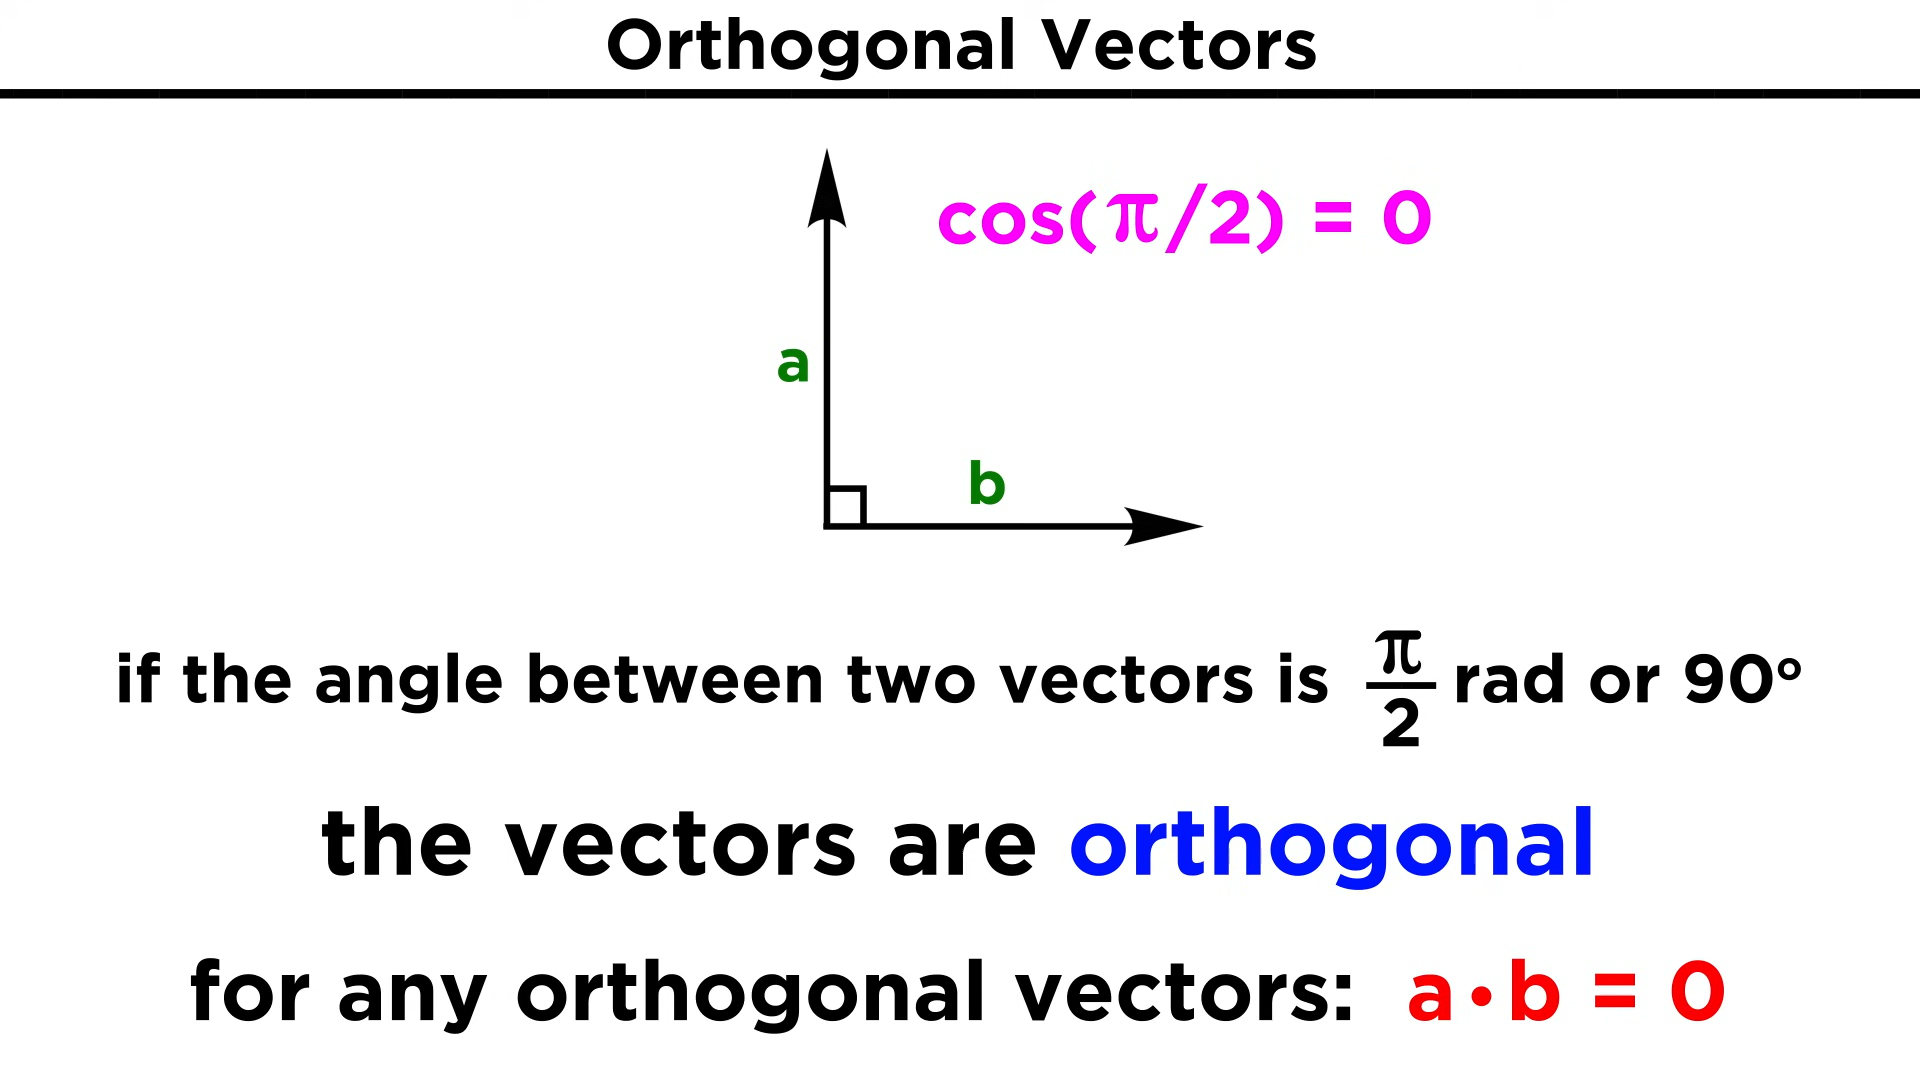 Orthogonal Vectors
cos(π/2) = 0
a
b
if the angle between two vectors is π/2 rad or 90°
the vectors are orthogonal
for any orthogonal vectors: a•b = 0